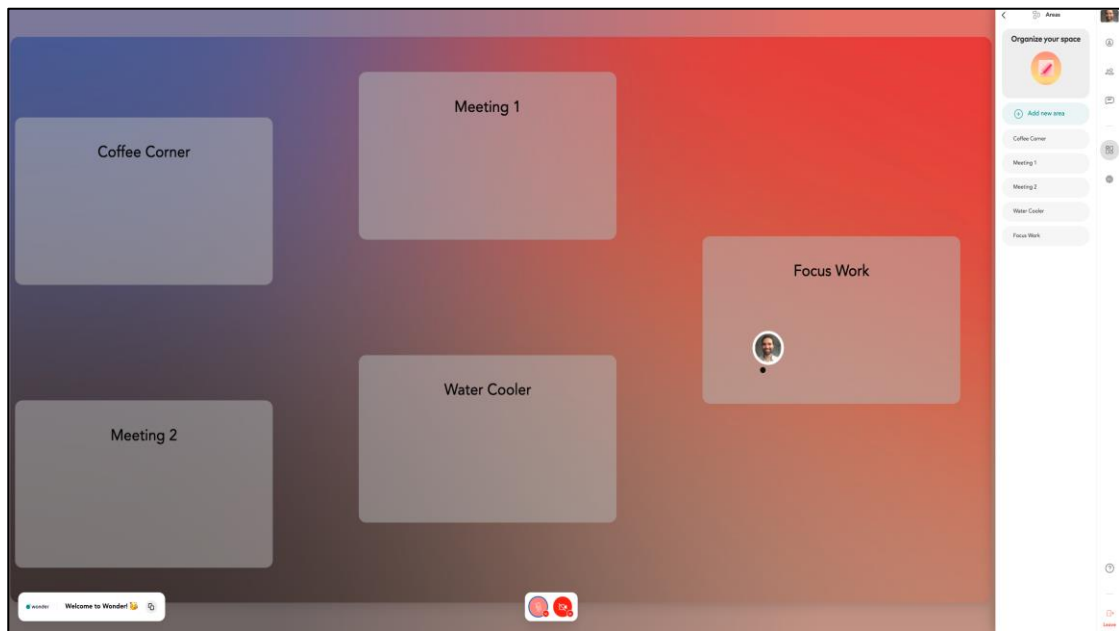 Areas
Organize your space
Add new area
Coffee Corner
Meeting 1
Meeting 2
Water Cooler
Focus Work
Meeting 1
Coffee Corner
Focus Work
Water Cooler
Meeting 2
wonder
Welcome to Wonder!
Leave